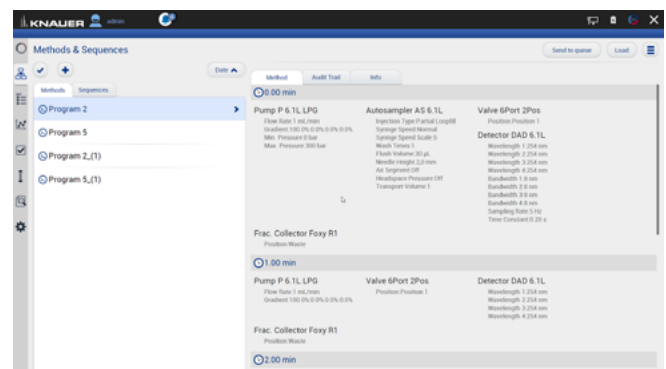 KNAUER admin
Methods & Sequences
Send to queue Load
Date
Methods Sequences
Program 2
Program 5
Program 2_(1)
Program 5_(1)
Method Audit Trail Info
0.00 min
Pump P 6.1L LPG
Flow Rate 1 mL/min
Gradient 100.0% 0.0% 0.0% 0.0%
Min. Pressure 0 bar
Max. Pressure 300 bar
Autosampler AS 6.1L
Injection Type Partial Loopfill
Syringe Speed Normal
Syringe Speed Scale 5
Wash Times 1
Flush Volume 30 µL
Needle Height 2,0 mm
Air Segment Off
Headspace Pressure Off
Transport Volume 1
Valve 6Port 2Pos
Position Position 1
Detector DAD 6.1L
Wavelength 1 254 nm
Wavelength 2 254 nm
Wavelength 3 254 nm
Wavelength 4 254 nm
Bandwidth 1 8 nm
Bandwidth 2 8 nm
Bandwidth 3 8 nm
Bandwidth 4 8 nm
Sampling Rate 5 Hz
Time Constant 0.20 s
Frac. Collector Foxy R1
Position Waste
1.00 min
Pump P 6.1L LPG
Flow Rate 1 mL/min
Gradient 100.0% 0.0% 0.0% 0.0%
Valve 6Port 2Pos
Position Position 1
Detector DAD 6.1L
Wavelength 1 254 nm
Wavelength 2 254 nm
Wavelength 3 254 nm
Wavelength 4 254 nm
Frac. Collector Foxy R1
Position Waste
2.00 min